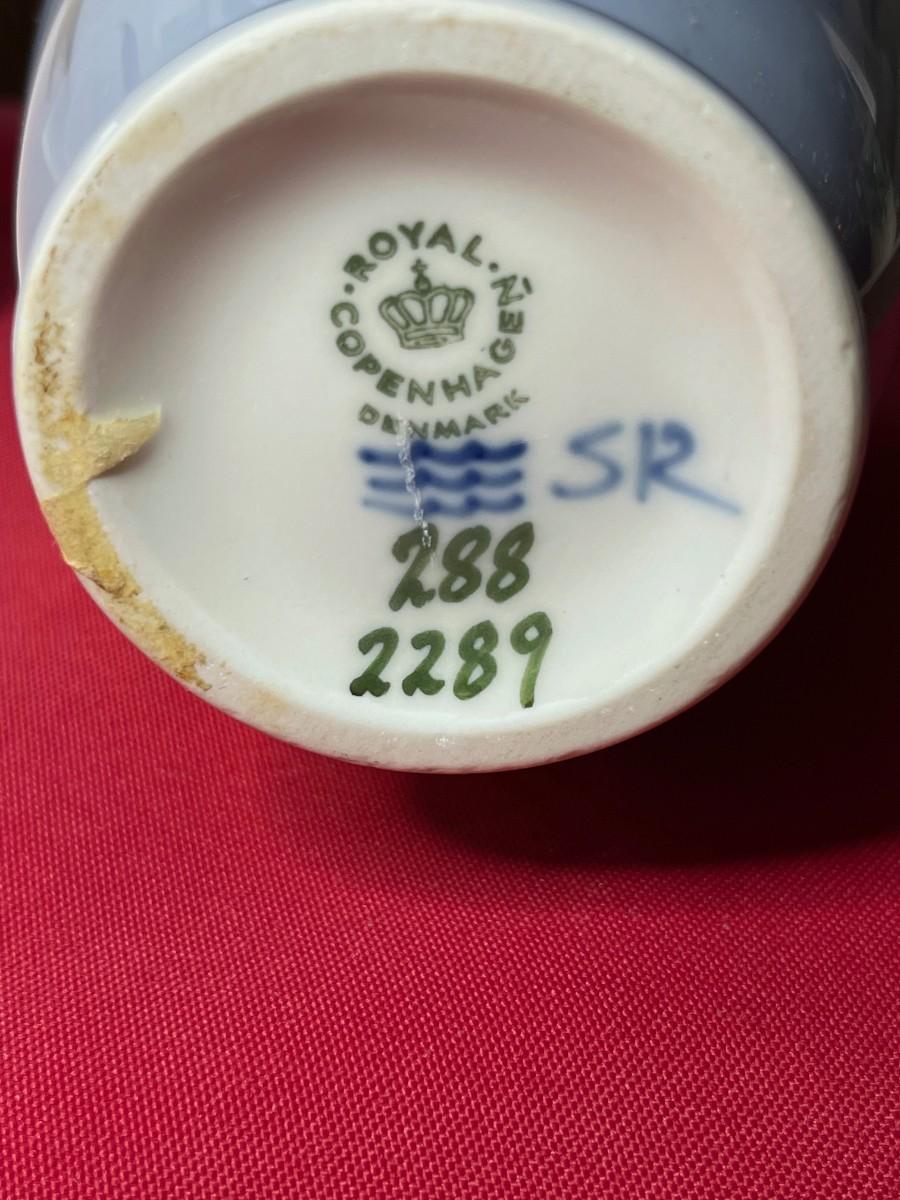 ROYAL
COPENHAGEN
DENMARK
SR
288
2289